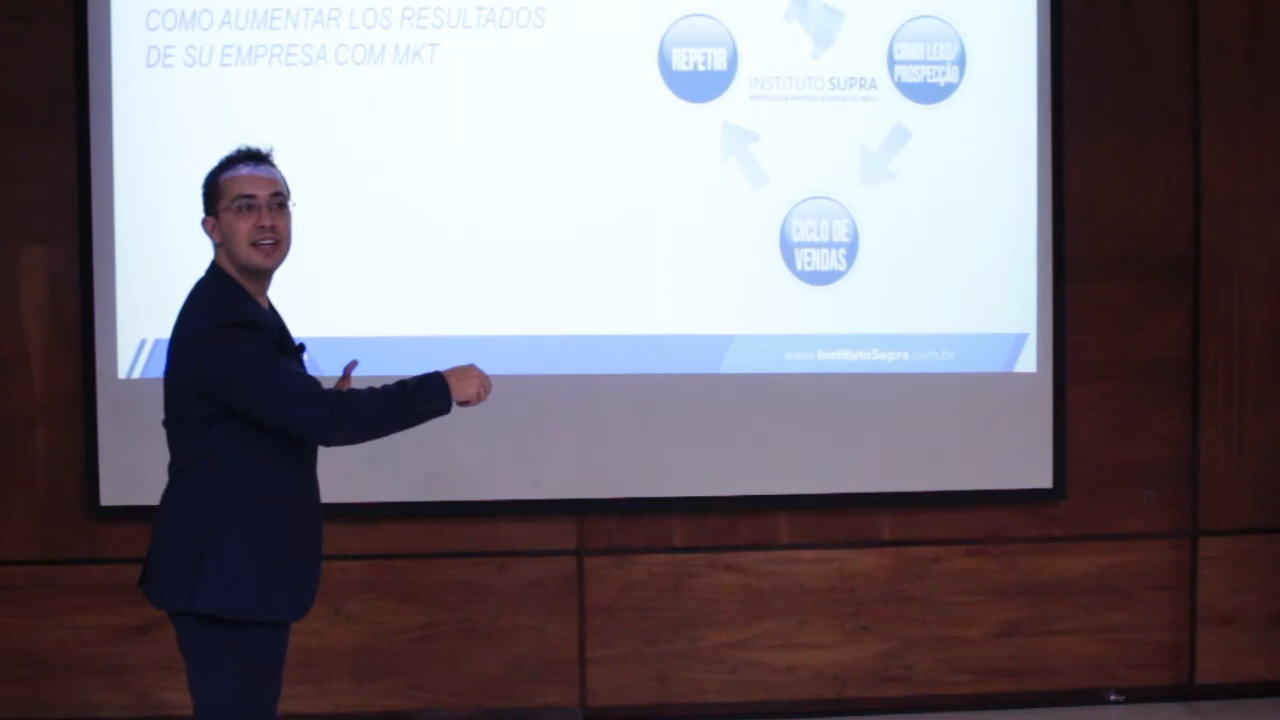 COMO AUMENTAR LOS RESULTADOS
DE SU EMPRESA COM MKT
REPETIR
INSTITUTO SUPRA
CRIAR LEAD/
PROSPECÇÃO
CICLO DE
VENDAS
www.InstitutoSupra.com.br